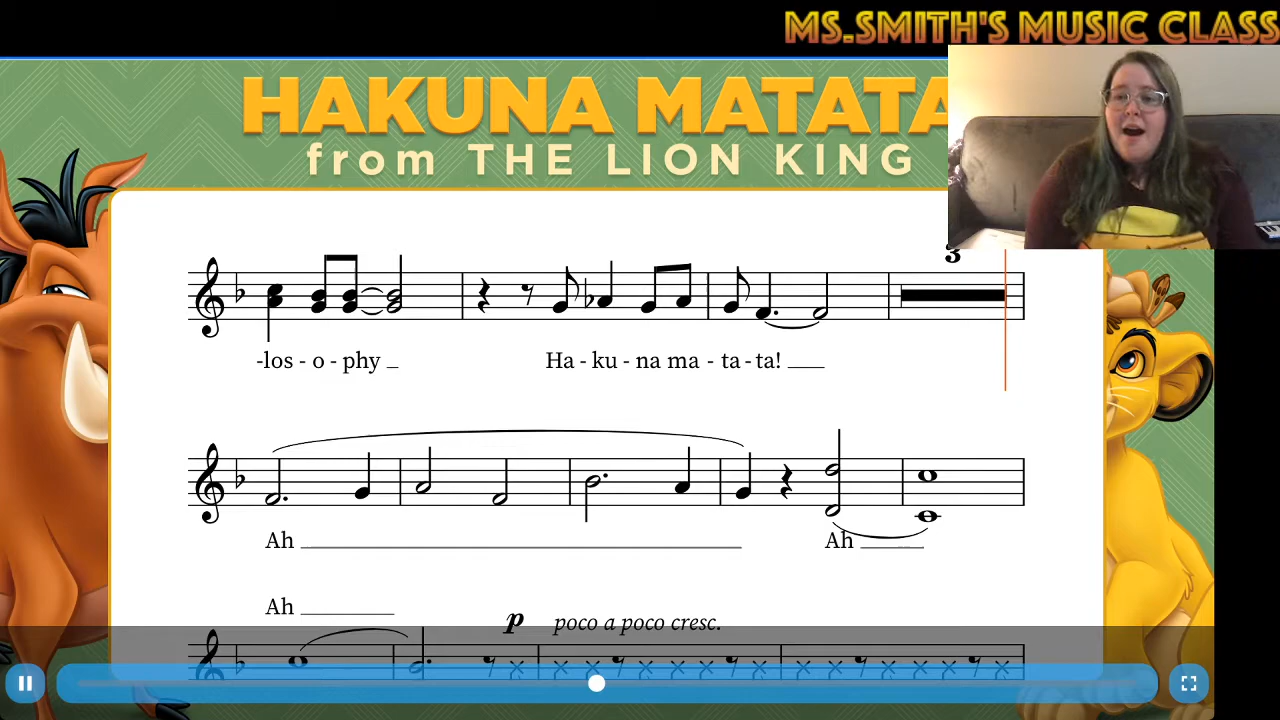 MS.SMITH'S MUSIC CLASS
HAKUNA MATATA
from THE LION KING
3
-los - o - phy _
Ha - ku - na ma - ta - ta! __
Ah
Ah
Ah
p poco a poco cresc.